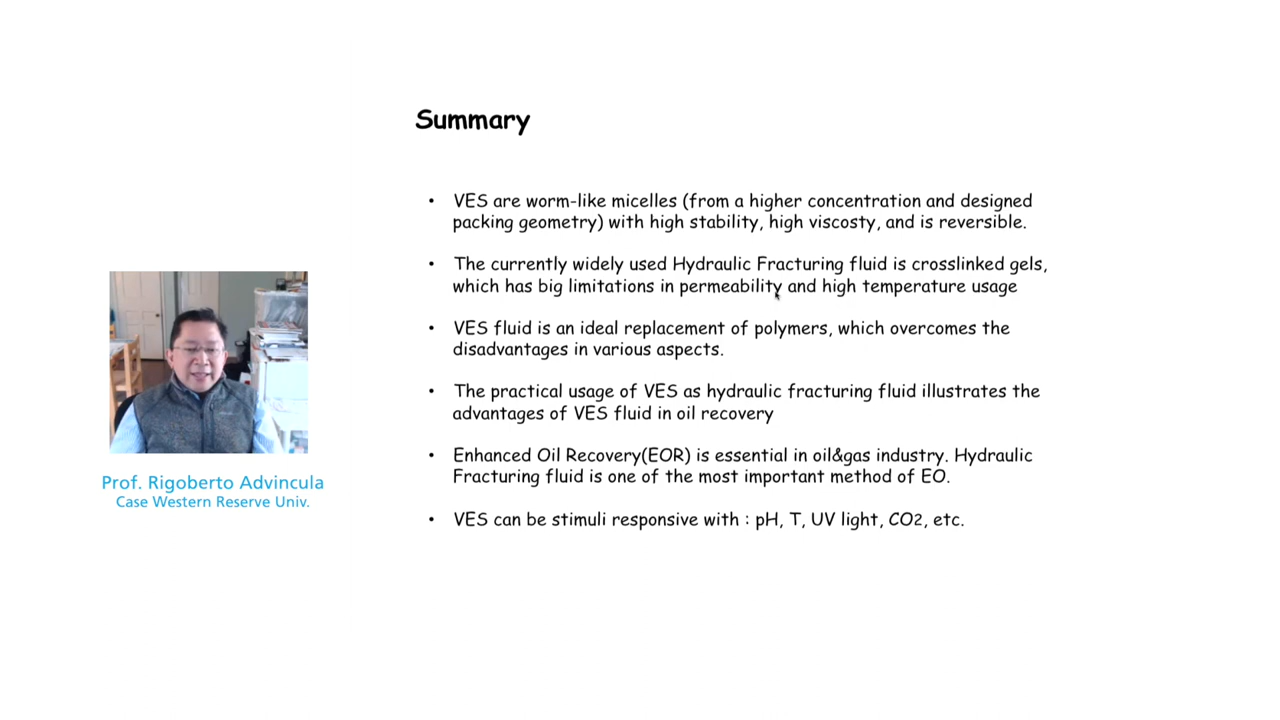 Summary
• VES are worm-like micelles (from a higher concentration and designed
packing geometry) with high stability, high viscosty, and is reversible.
• The currently widely used Hydraulic Fracturing fluid is crosslinked gels,
which has big limitations in permeability and high temperature usage
• VES fluid is an ideal replacement of polymers, which overcomes the
disadvantages in various aspects.
• The practical usage of VES as hydraulic fracturing fluid illustrates the
advantages of VES fluid in oil recovery
• Enhanced Oil Recovery(EOR) is essential in oil&gas industry. Hydraulic
Fracturing fluid is one of the most important method of EO.
• VES can be stimuli responsive with : pH, T, UV light, CO2, etc.
Prof. Rigoberto Advincula
Case Western Reserve Univ.